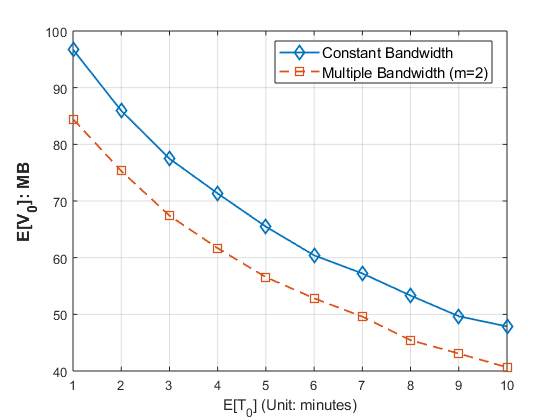 100
90
80
70
60
50
40
E[V0]: MB
Constant Bandwidth
Multiple Bandwidth (m=2)
1 2 3 4 5 6 7 8 9 10
E[T0] (Unit: minutes)